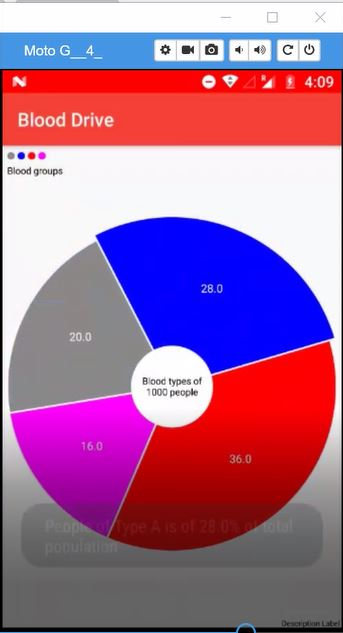 Moto G__4_
N
R
4:09
Blood Drive
Blood groups
28.0
20.0
Blood types of
1000 people
16.0
36.0
People of Type A is of 28.0% of total
population
Description Label